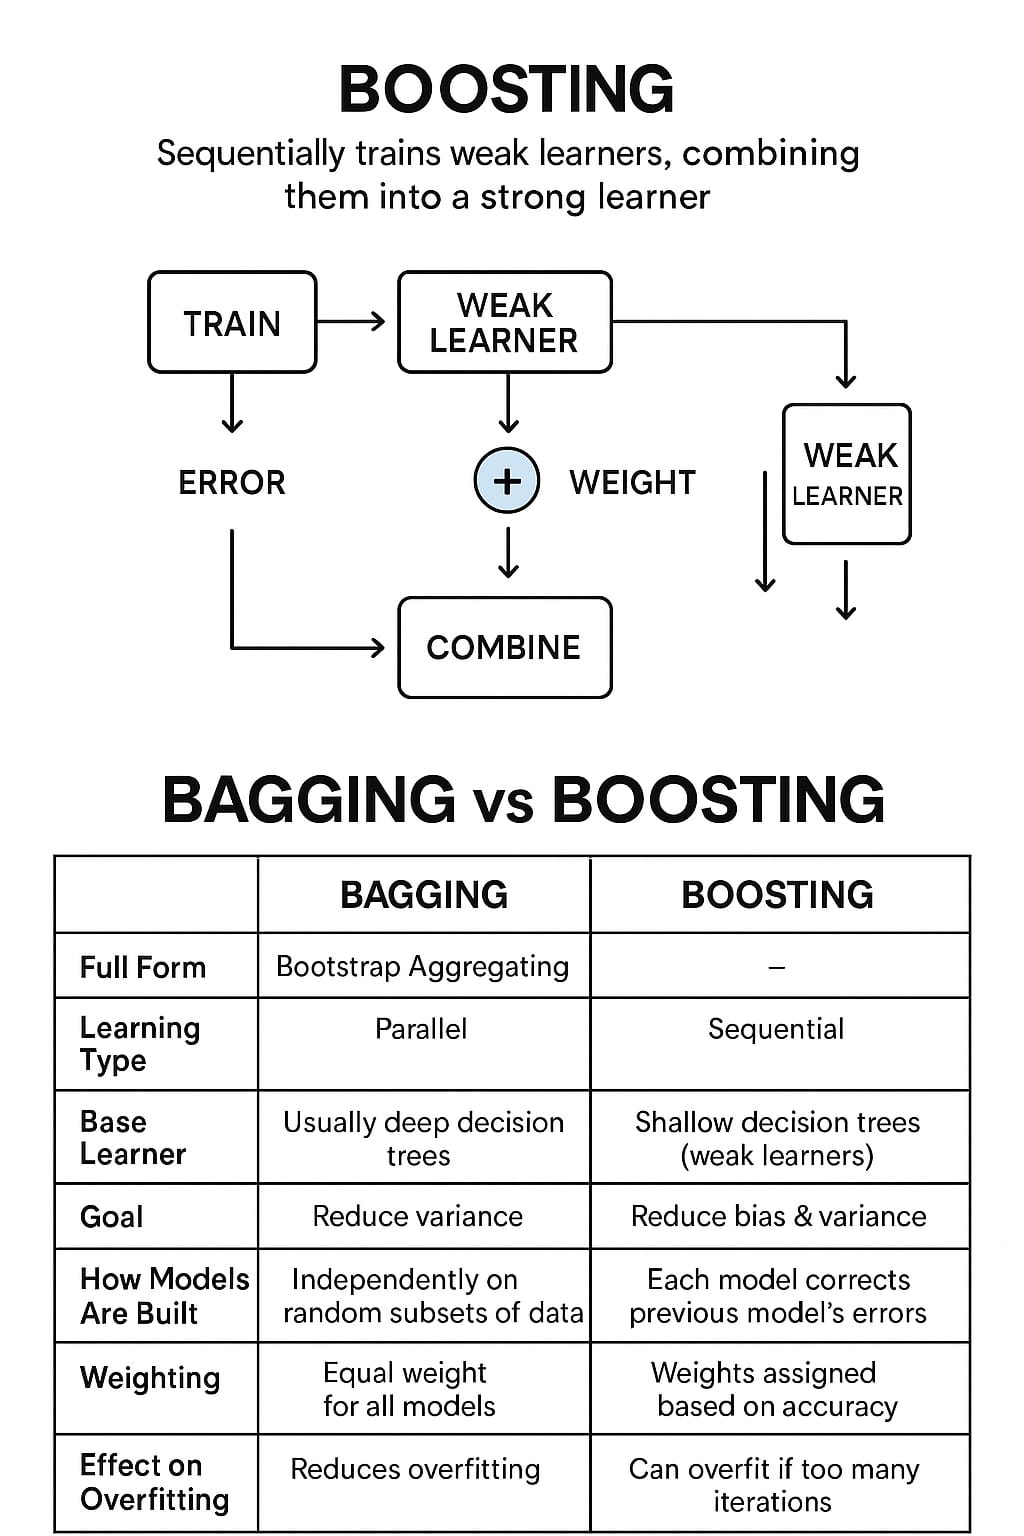 BOOSTING
Sequentially trains weak learners, combining
them into a strong learner
TRAIN
WEAK
LEARNER
WEAK
LEARNER
ERROR
+
WEIGHT
COMBINE
BAGGING vs BOOSTING
BAGGING
BOOSTING
Full Form
Bootstrap Aggregating
–
Learning
Type
Parallel
Sequential
Base
Learner
Usually deep decision
trees
Shallow decision trees
(weak learners)
Goal
Reduce variance
Reduce bias & variance
How Models
Are Built
Independently on
random subsets of data
Each model corrects
previous model’s errors
Weighting
Equal weight
for all models
Weights assigned
based on accuracy
Effect on
Overfitting
Reduces overfitting
Can overfit if too many
iterations